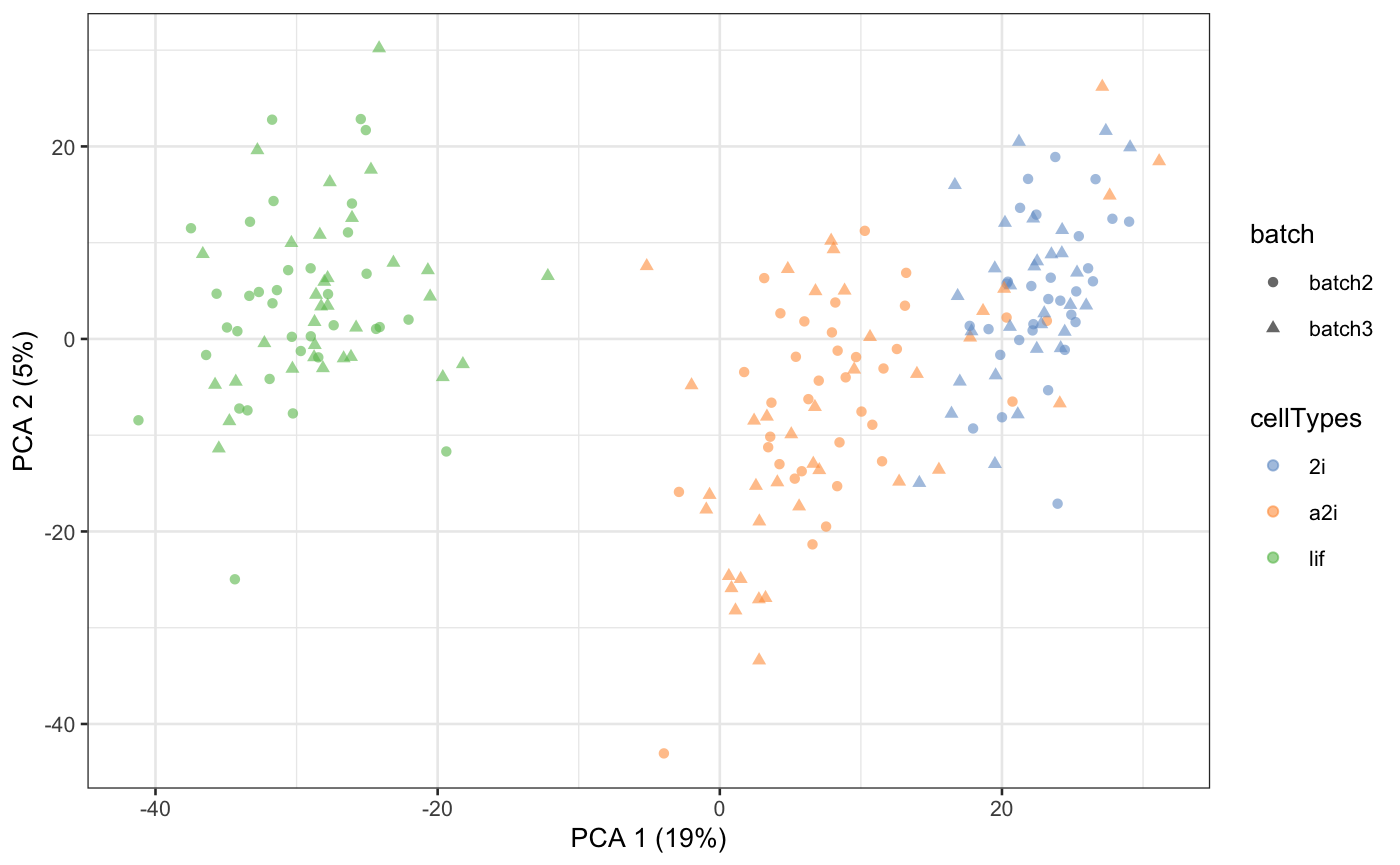 20
0
-20
-40
-40
-20
0
20
PCA 1 (19%)
PCA 2 (5%)
batch
batch2
batch3
cellTypes
2i
a2i
lif